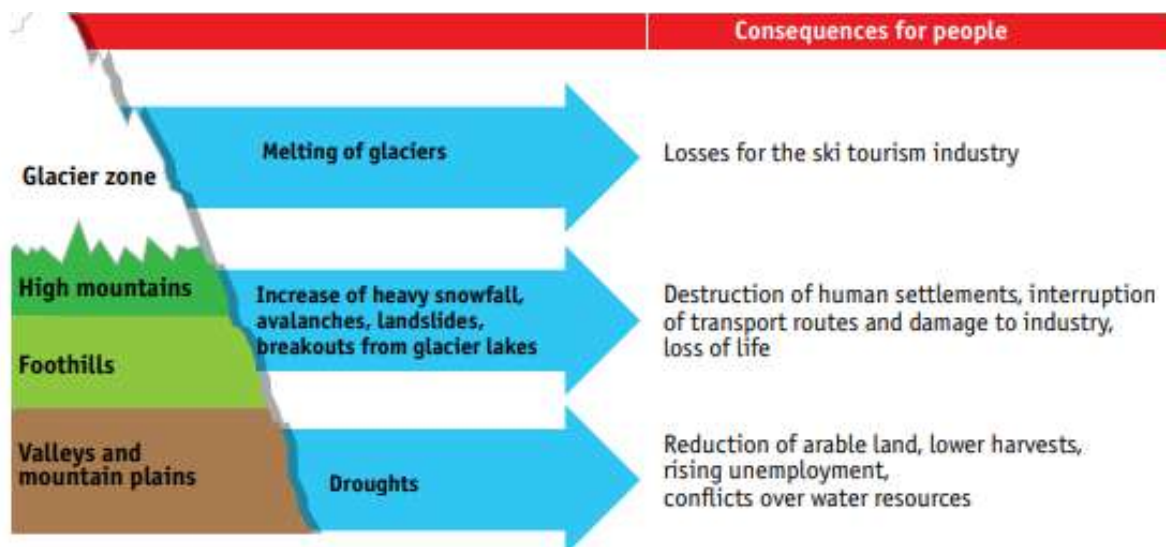 Consequences for people
Glacier zone
Melting of glaciers
Losses for the ski tourism industry
High mountains
Foothills
Increase of heavy snowfall,
avalanches, landslides,
breakouts from glacier lakes
Destruction of human settlements, interruption
of transport routes and damage to industry,
loss of life
Valleys and
mountain plains
Droughts
Reduction of arable land, lower harvests,
rising unemployment,
conflicts over water resources